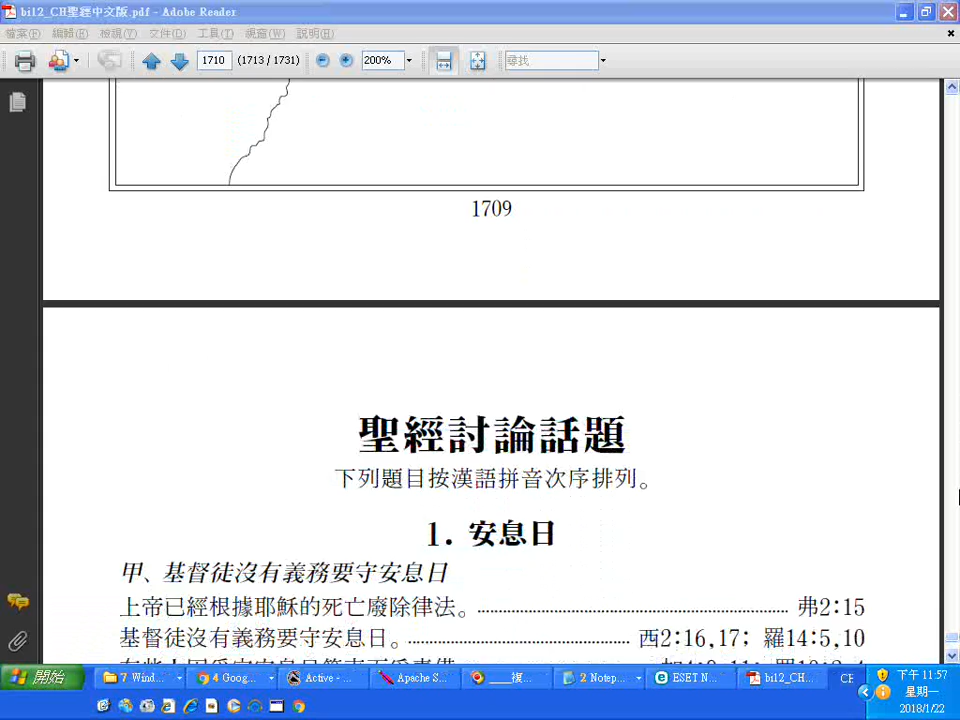 bi12_CH聖經中文版.pdf - Adobe Reader
檔案(F) 編輯(E) 檢視(V) 文件(D) 工具(T) 視窗(W) 說明(H)
1710 (1713 / 1731) 200% 尋找
1709
聖經討論話題
下列題目按漢語拼音次序排列。
1. 安息日
甲、基督徒沒有義務要守安息日
上帝已經根據耶穌的死亡廢除律法。 弗2:15
基督徒沒有義務要守安息日。 西2:16,17; 羅14:5,10
開始 7 Wind... 4 Goog... Active - ... Apache S... ____複... 2 Notep... ESET N... bi12_CH... CH
下午 11:57
星期一
2018/1/22